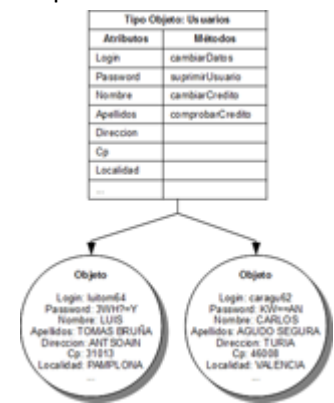 Tipo Objeto: Usuarios
Atributos Métodos
Login cambiarDatos
Password suprimirUsuario
Nombre cambiarCredito
Apellidos comprobarCredito
Direccion
Cp
Localidad
...
Objeto
Login: luitom64
Password: JWH?=Y
Nombre: LUIS
Apellidos: TOMAS BRUÑA
Direccion: ANTSOAIN
Cp: 31013
Localidad: PAMPLONA
...
Objeto
Login: caragu62
Password: KW==AN
Nombre: CARLOS
Apellidos: AGUDO SEGURA
Direccion: TURIA
Cp: 46008
Localidad: VALENCIA
...